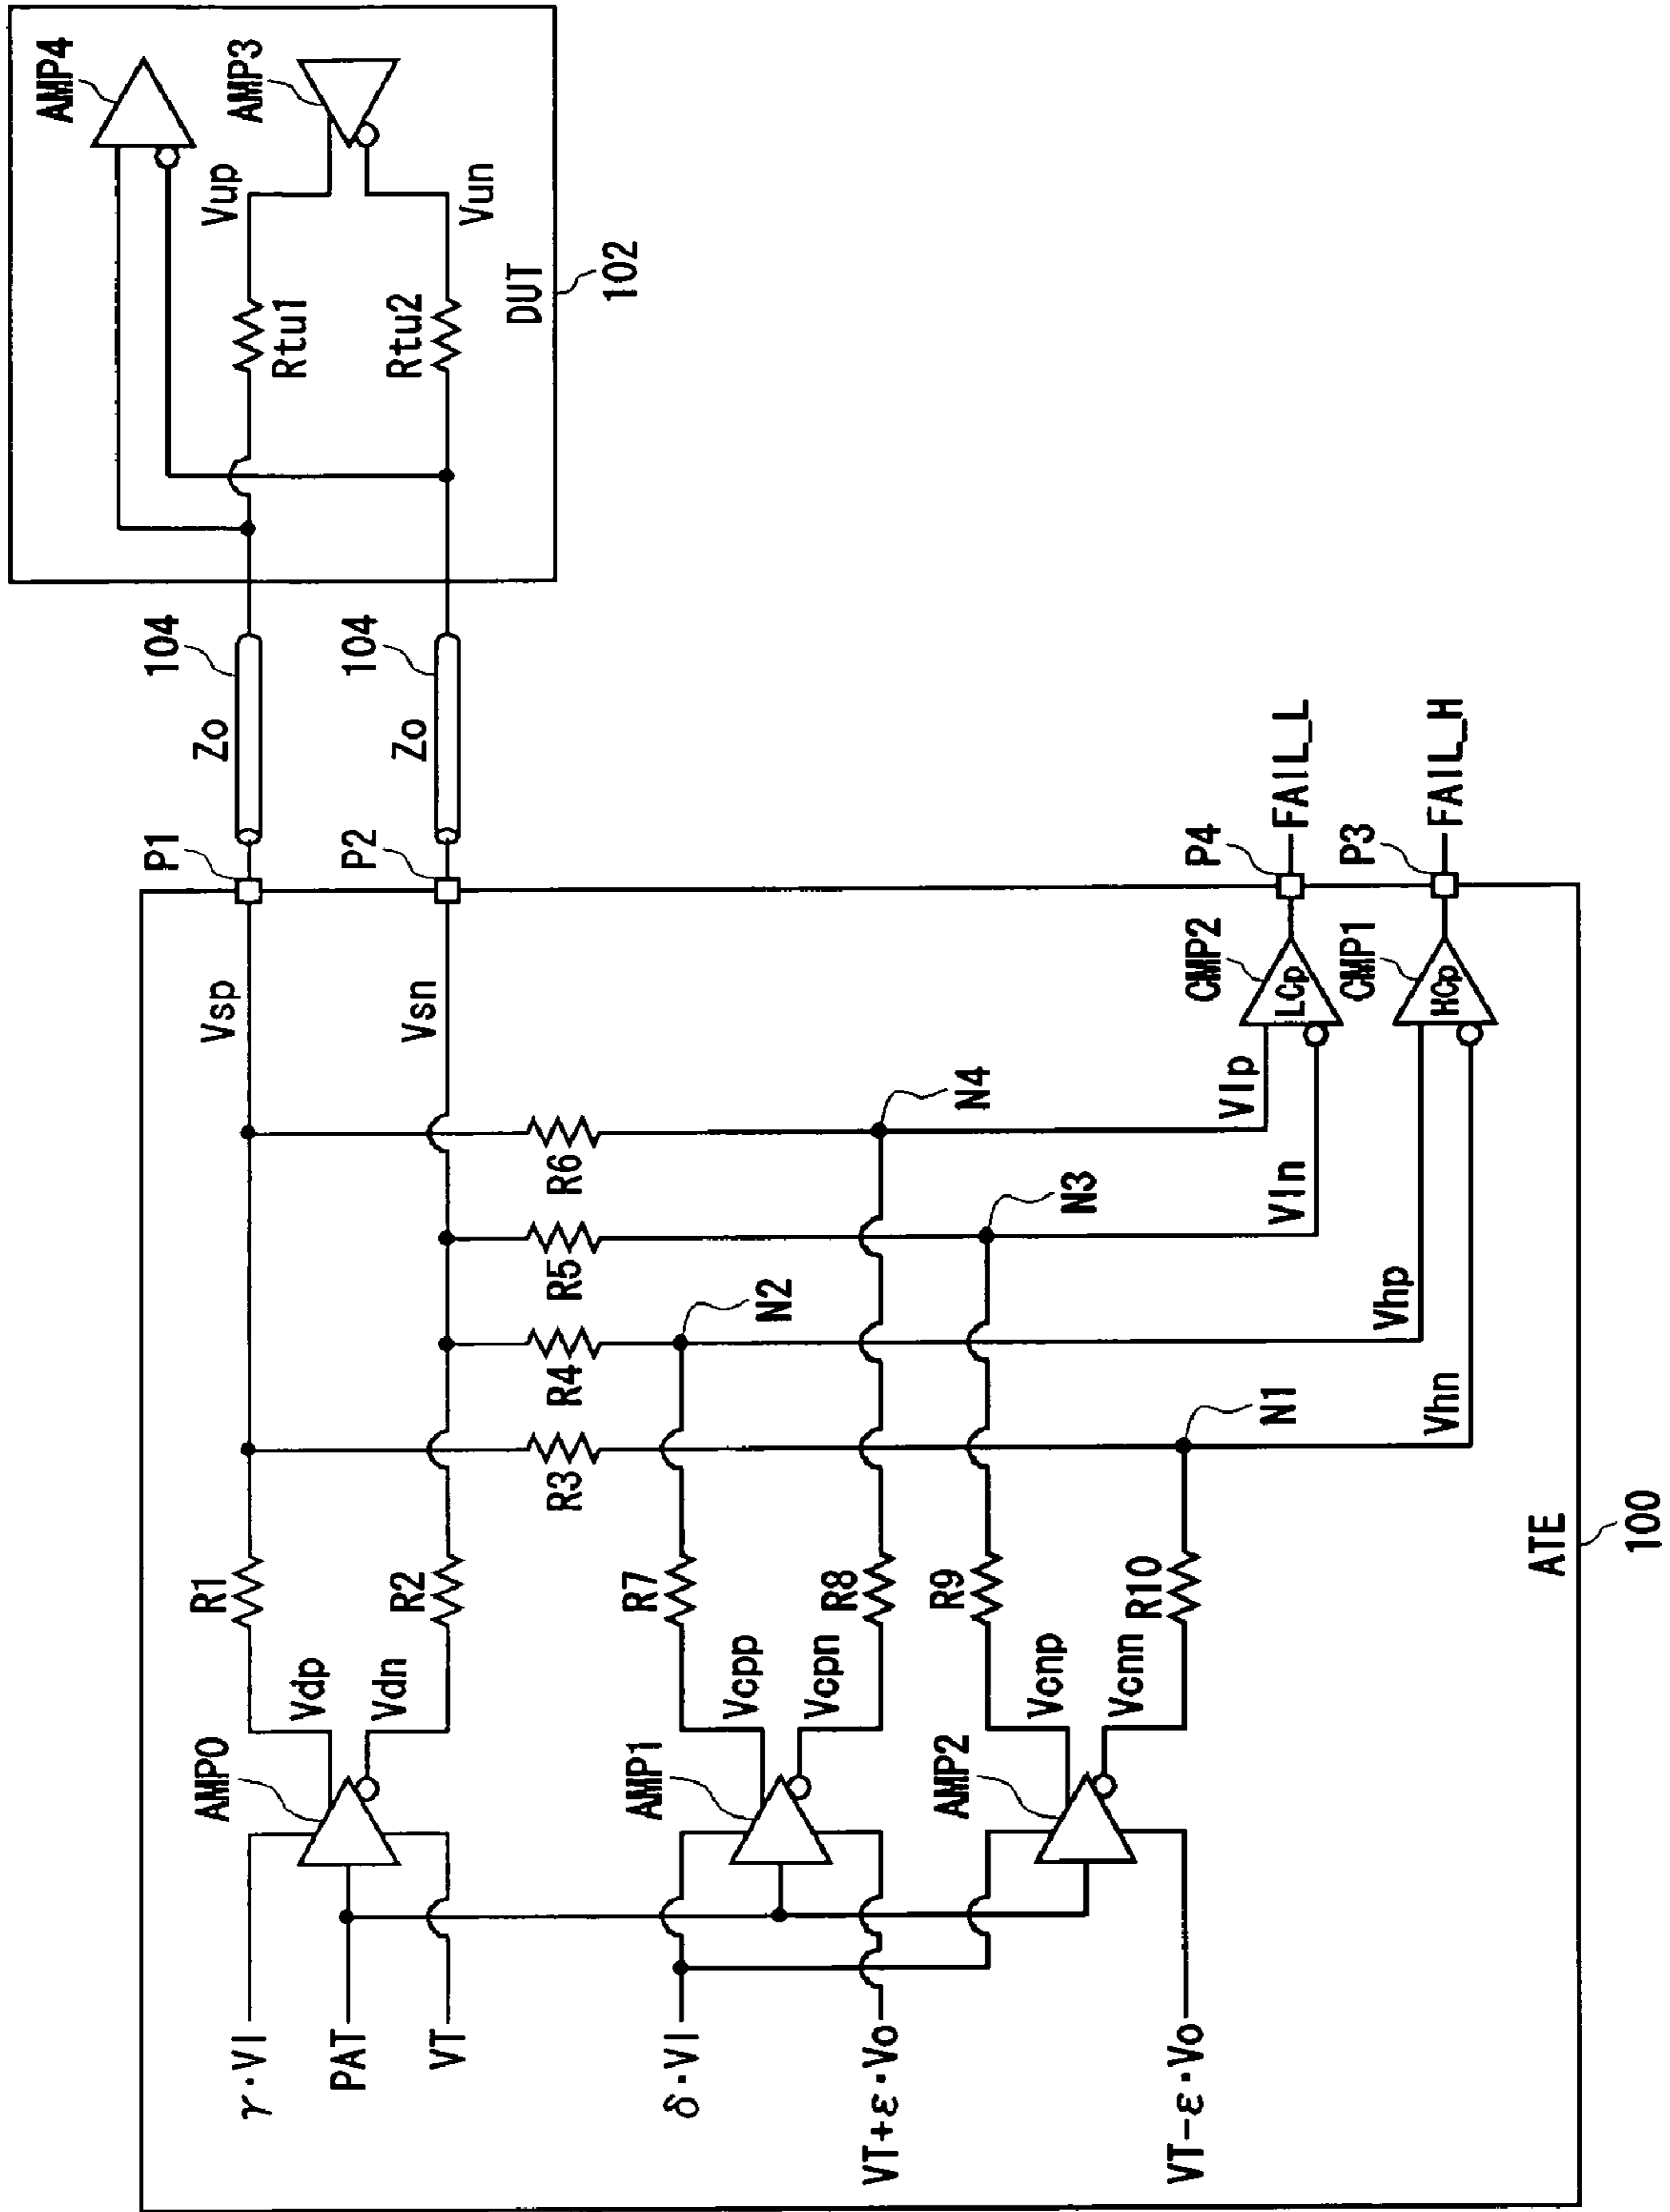 AMP4
AMP3
Vup
Vun
Rtu1
Rtu2
DUT
102
104
Zo
104
Zo
P1
P2
Vsp
Vsn
R1
Vdp
Vdn
R2
AMP0
γ·VI
PAT
VT
R6
R5
R4
R3
N4
N3
N2
N1
R7
Vcpp
Vcpn
R8
AMP1
δ·VI
VT+ε·Vo
R9
Vcnp
Vcnn
R10
AMP2
VT-ε·Vo
Vlp
Vln
Vhp
Vhn
CMP2
LCp
P4
FAIL_L
CMP1
HCp
P3
FAIL_H
ATE
100